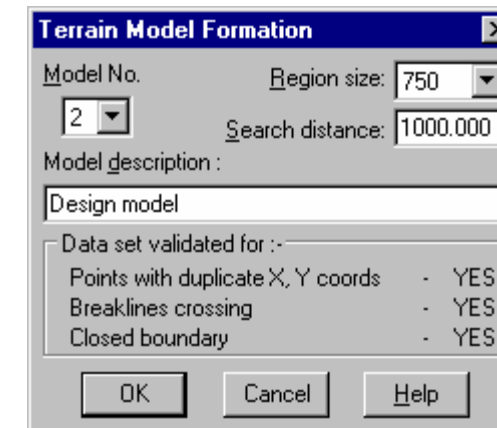 Terrain Model Formation
Model No. Region size: 750
2 Search distance: 1000.000
Model description :
Design model
Data set validated for :-
Points with duplicate X, Y coords - YES
Breaklines crossing - YES
Closed boundary - YES
OK Cancel Help